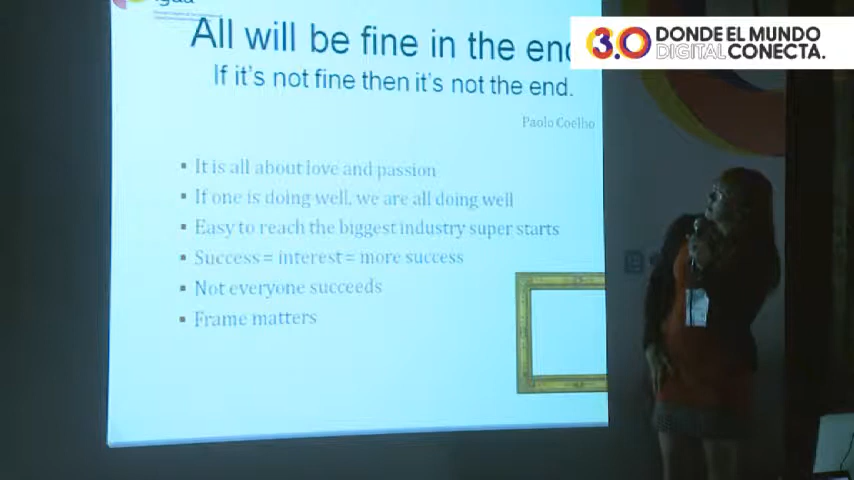 igda
All will be fine in the end
If it's not fine then it's not the end.
Paolo Coelho
▪ It is all about love and passion
▪ If one is doing well, we are all doing well
▪ Easy to reach the biggest industry super starts
▪ Success = interest = more success
▪ Not everyone succeeds
▪ Frame matters
3.0 DONDE EL MUNDO
DIGITAL CONECTA.